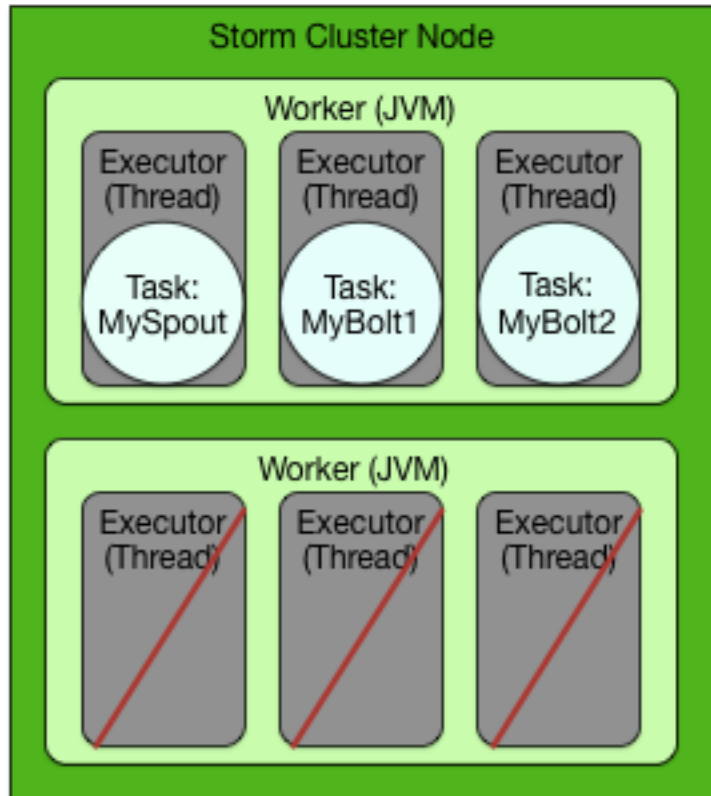 Storm Cluster Node
Worker (JVM)
Executor
(Thread)
Task:
MySpout
Executor
(Thread)
Task:
MyBolt1
Executor
(Thread)
Task:
MyBolt2
Worker (JVM)
Executor
(Thread)
Executor
(Thread)
Executor
(Thread)